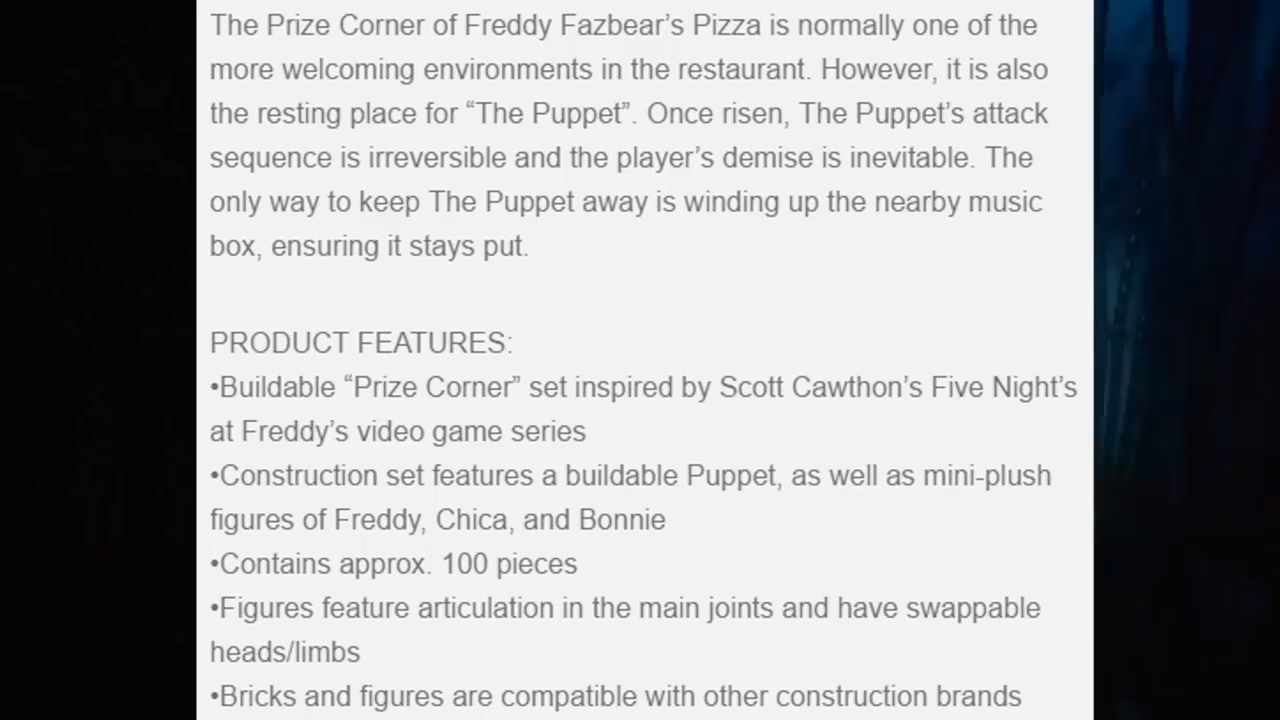 The Prize Corner of Freddy Fazbear’s Pizza is normally one of the
more welcoming environments in the restaurant. However, it is also
the resting place for “The Puppet”. Once risen, The Puppet’s attack
sequence is irreversible and the player’s demise is inevitable. The
only way to keep The Puppet away is winding up the nearby music
box, ensuring it stays put.
PRODUCT FEATURES:
•Buildable “Prize Corner” set inspired by Scott Cawthon’s Five Night’s
at Freddy’s video game series
•Construction set features a buildable Puppet, as well as mini-plush
figures of Freddy, Chica, and Bonnie
•Contains approx. 100 pieces
•Figures feature articulation in the main joints and have swappable
heads/limbs
•Bricks and figures are compatible with other construction brands